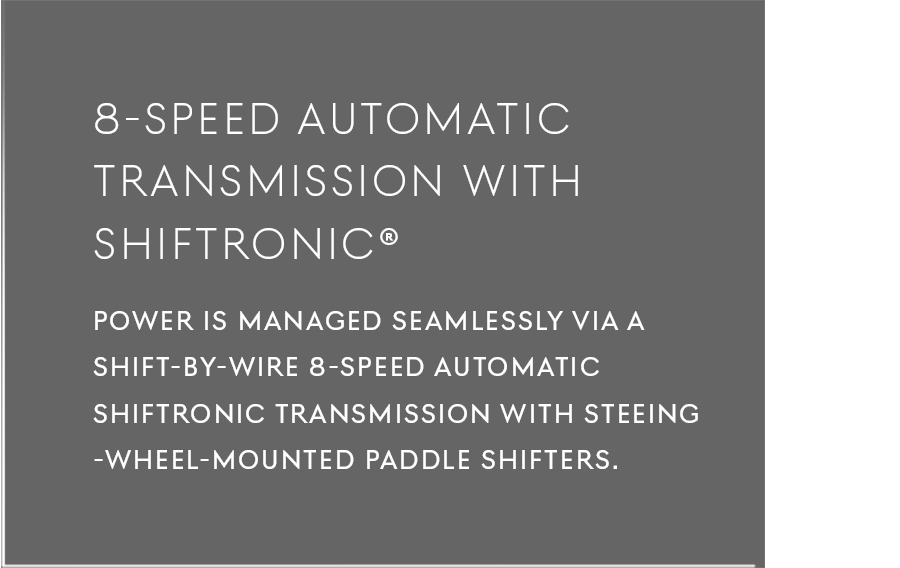 8-SPEED AUTOMATIC
TRANSMISSION WITH
SHIFTRONIC®
POWER IS MANAGED SEAMLESSLY VIA A
SHIFT-BY-WIRE 8-SPEED AUTOMATIC
SHIFTRONIC TRANSMISSION WITH STEEING
-WHEEL-MOUNTED PADDLE SHIFTERS.